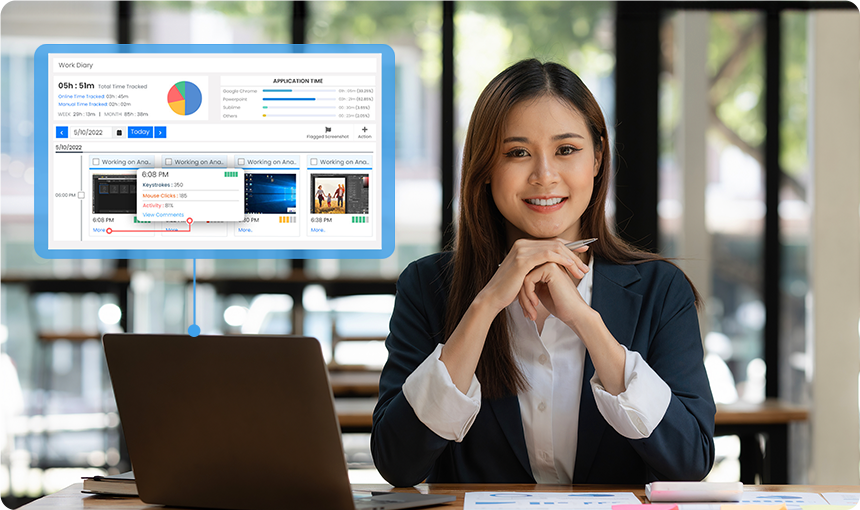 Work Diary
05h : 51m Total Time Tracked
Online Time Tracked: 03h : 45m
Manual Time tracked: 02h : 02m
WEEK 29h : 13m | MONTH 85h : 38m
APPLICATION TIME
Google Chrome
Powerpoint
Sublime
Others
5/10/2022 Today
Flagged Screenshot Action
5/10/2022
Working on Ana.. Working on Ana.. Working on Ana.. Working on Ana..
06:00 PM
6:08 PM
Keystrokes : 350
Mouse Clicks : 185
Activity : 81%
View Comments
6:08 PM 6:38 PM
More More.. More.. More..